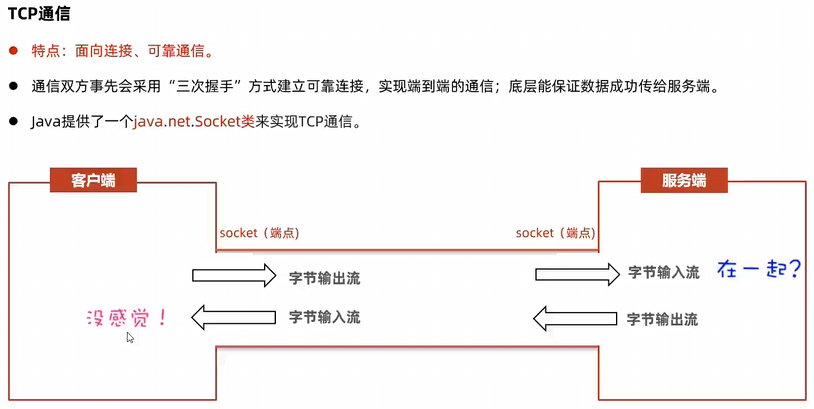 TCP通信
特点：面向连接、可靠通信。
通信双方事先会采用“三次握手”方式建立可靠连接，实现端到端的通信；底层能保证数据成功传给服务端。
Java提供了一个java.net.Socket类来实现TCP通信。
客户端
服务端
socket（端点）
socket（端点）
字节输出流
字节输入流
在一起？
没感觉！
字节输入流
字节输出流